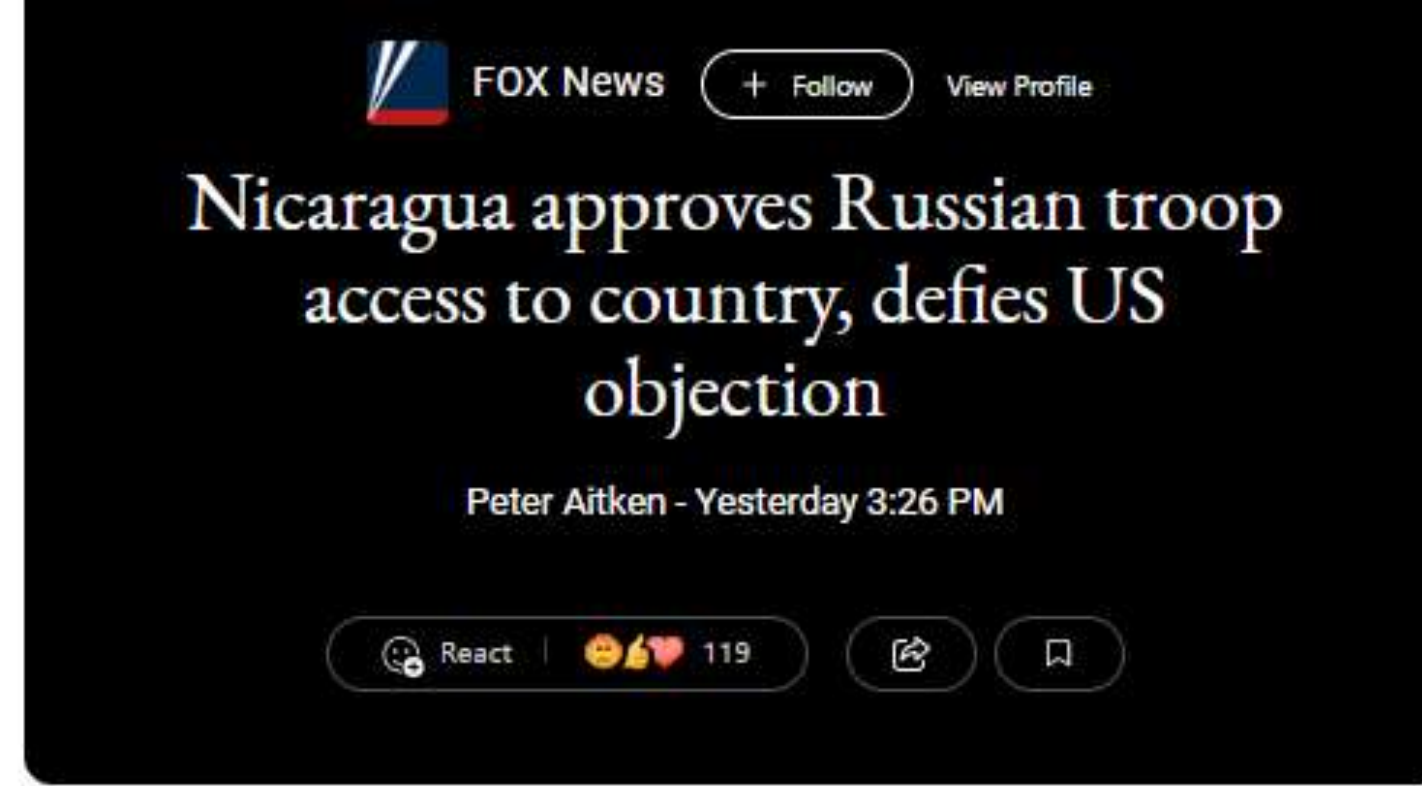 FOX News + Follow View Profile
Nicaragua approves Russian troop
access to country, defies US
objection
Peter Aitken - Yesterday 3:26 PM
React 119